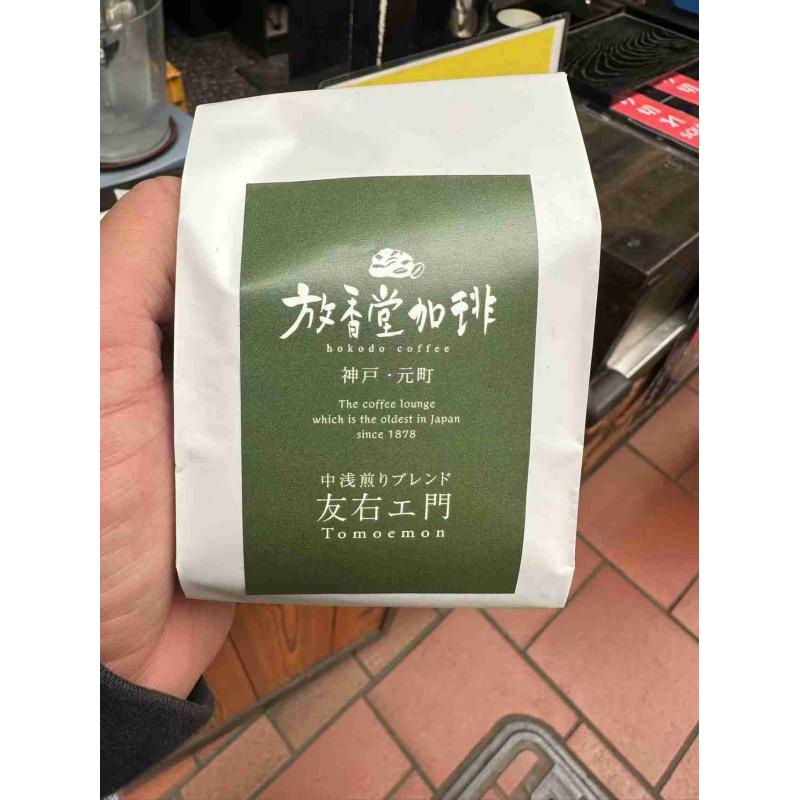 放香堂加琲
hokodo coffee
神戸・元町
The coffee lounge
which is the oldest in Japan
since 1878
中浅煎りブレンド
友右エ門
Tomoemon